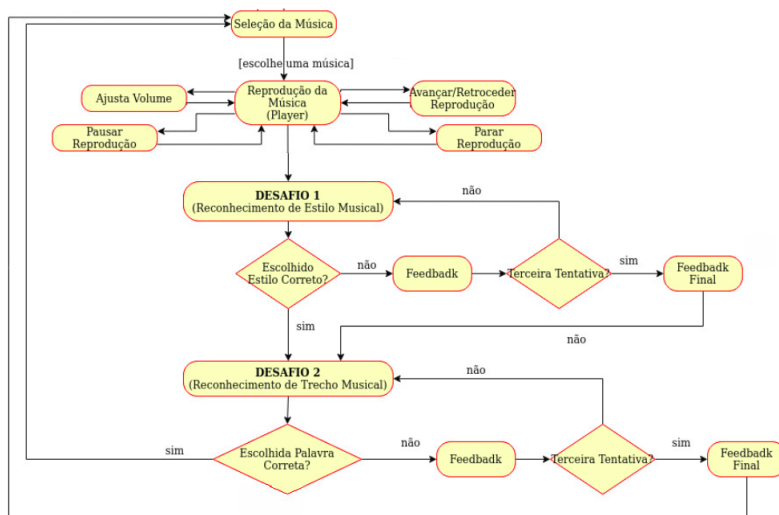 Seleção da Música
[escolhe uma música]
Ajusta Volume
Reprodução da
Música
(Player)
Avançar/Retroceder
Reprodução
Pausar
Reprodução
Parar
Reprodução
não
DESAFIO 1
(Reconhecimento de Estilo Musical)
Escolhido
Estilo Correto?
não
Feedbadk
Terceira Tentativa?
sim
Feedbadk
Final
sim
não
DESAFIO 2
(Reconhecimento de Trecho Musical)
não
sim
Escolhida Palavra
Correta?
não
Feedbadk
Terceira Tentativa?
sim
Feedbadk
Final